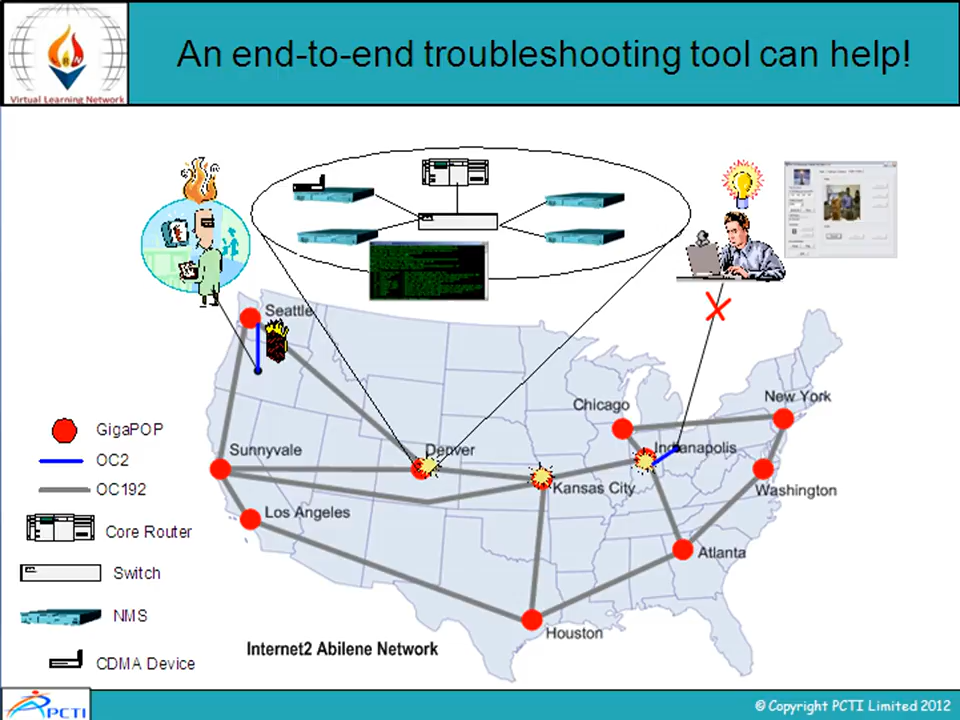 An end-to-end troubleshooting tool can help!
Virtual Learning Network
Seattle
Chicago
New York
Sunnyvale
Denver
Indianapolis
Kansas City
Washington
Los Angeles
Atlanta
Houston
GigaPOP
OC2
OC192
Core Router
Switch
NMS
CDMA Device
Internet2 Abilene Network
PCTI
© Copyright PCTI Limited 2012